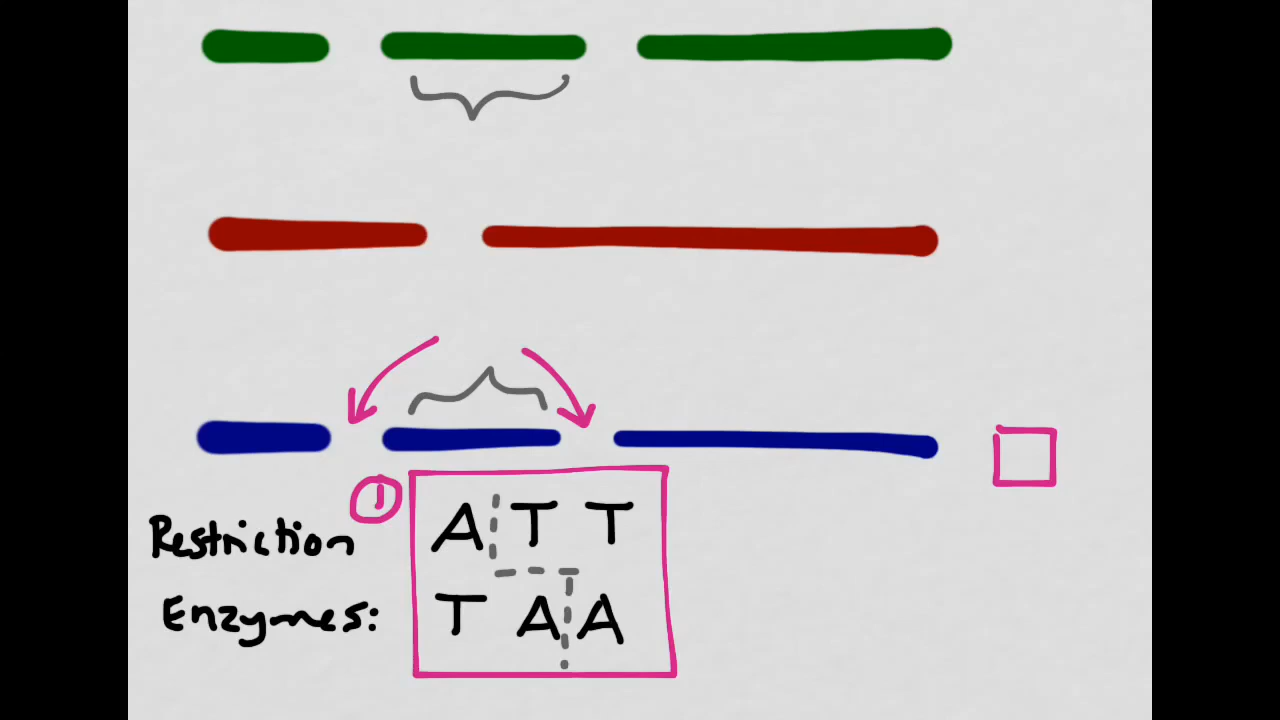 ①
A T T
Restriction
Enzymes:
T A A